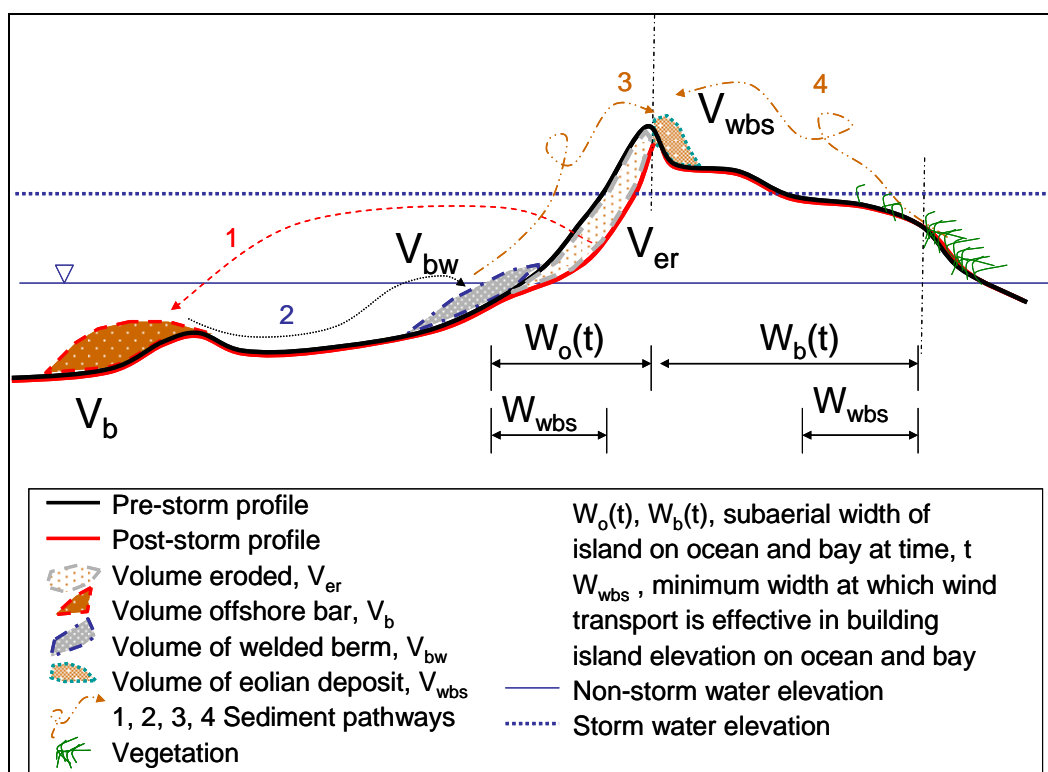 3
4
V_wbs
1
V_bw
V_er
2
W_o(t)
W_b(t)
V_b
W_wbs
W_wbs
Pre-storm profile
Post-storm profile
Volume eroded, V_er
Volume offshore bar, V_b
Volume of welded berm, V_bw
Volume of eolian deposit, V_wbs
1, 2, 3, 4 Sediment pathways
Vegetation
W_o(t), W_b(t), subaerial width of
island on ocean and bay at time, t
W_wbs , minimum width at which wind
transport is effective in building
island elevation on ocean and bay
Non-storm water elevation
Storm water elevation